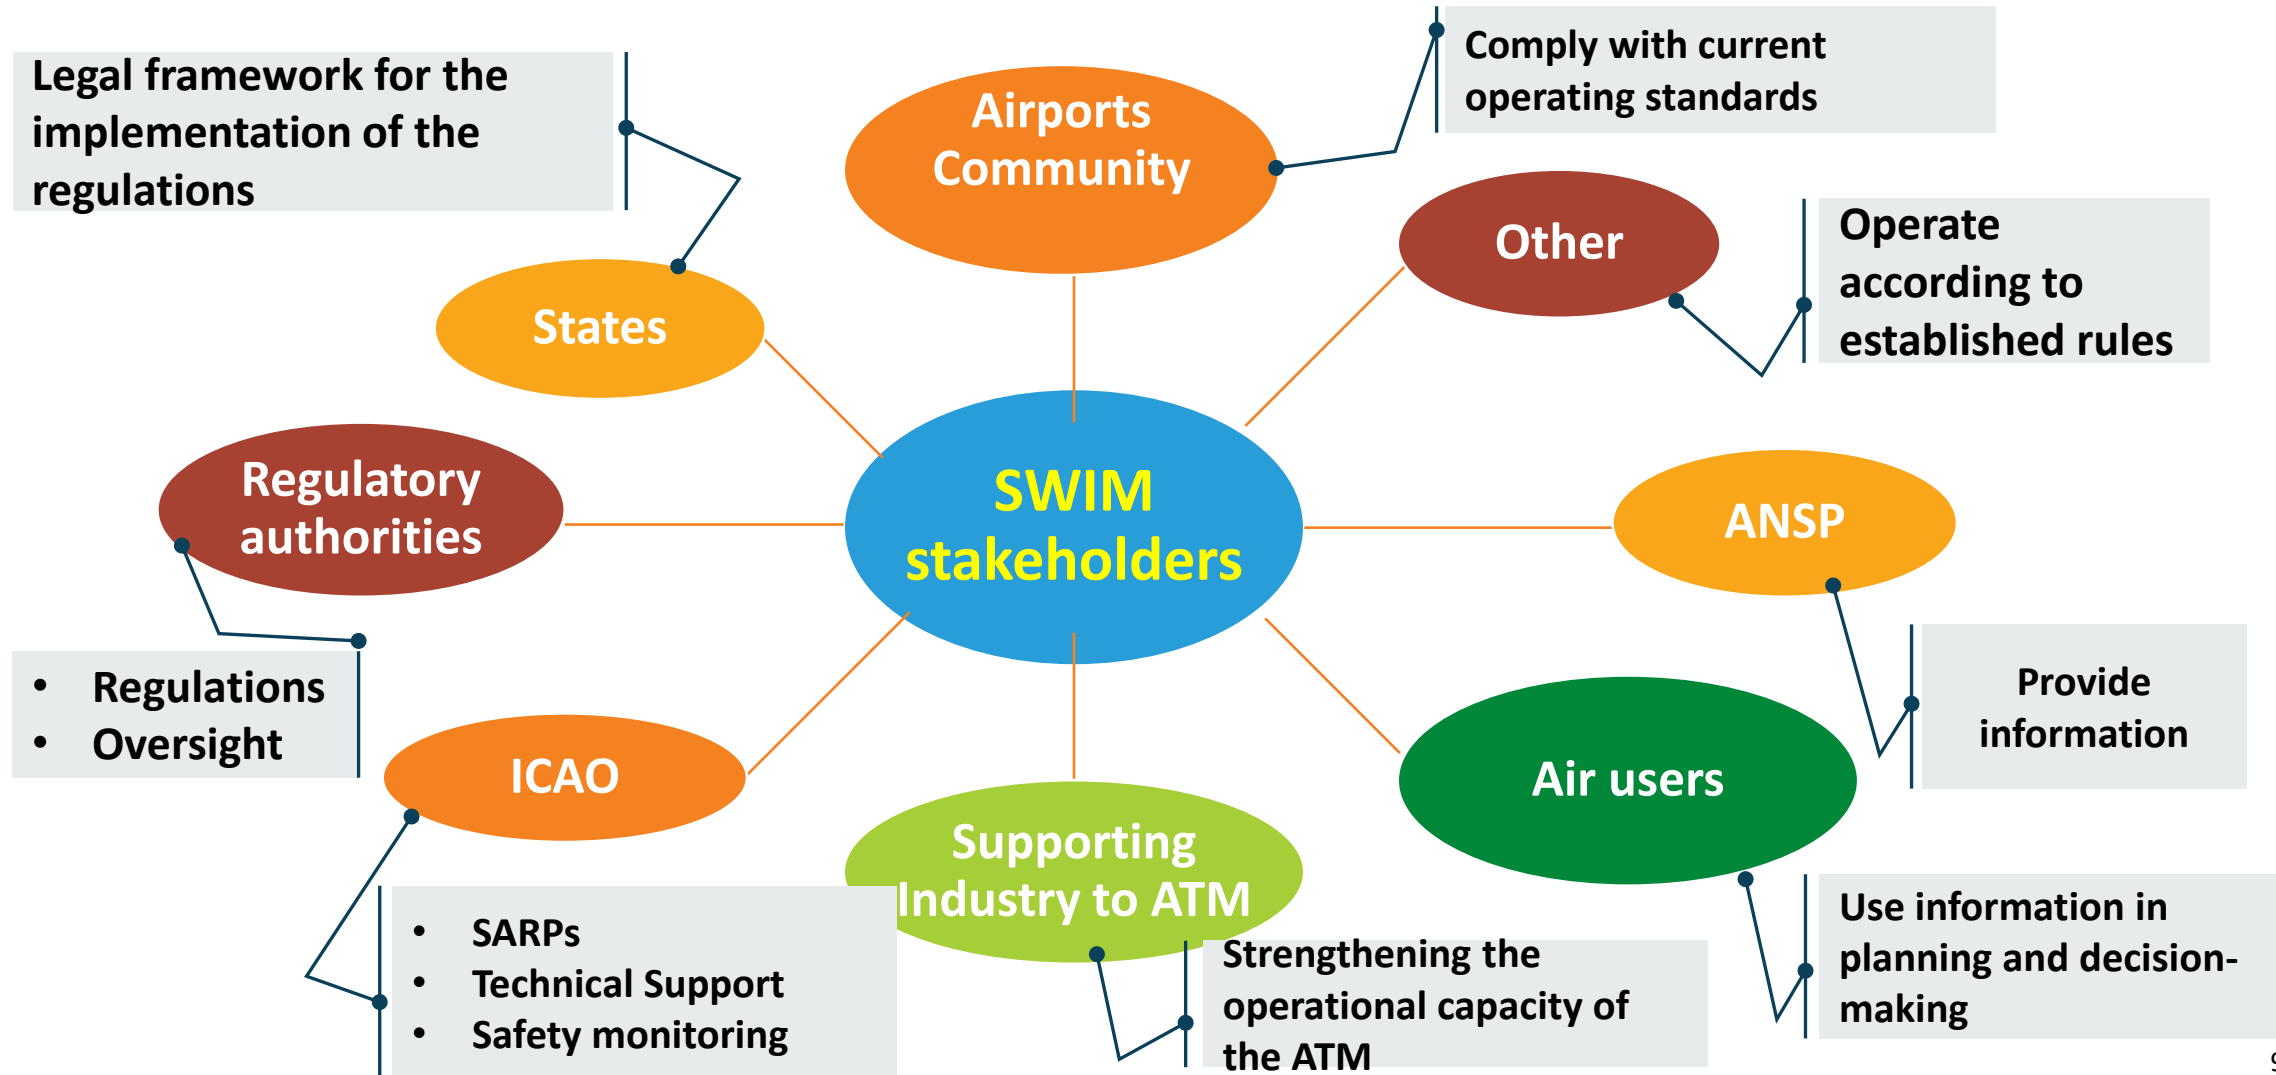 Legal framework for the
implementation of the
regulations
Airports
Community
Comply with current
operating standards
Other
Operate
according to
established rules
States
SWIM
stakeholders
Regulatory
authorities
ANSP
• Regulations
• Oversight
Provide
information
ICAO
Air users
Supporting
Industry to ATM
• SARPs
• Technical Support
• Safety monitoring
Strengthening the
operational capacity of
the ATM
Use information in
planning and decision-
making